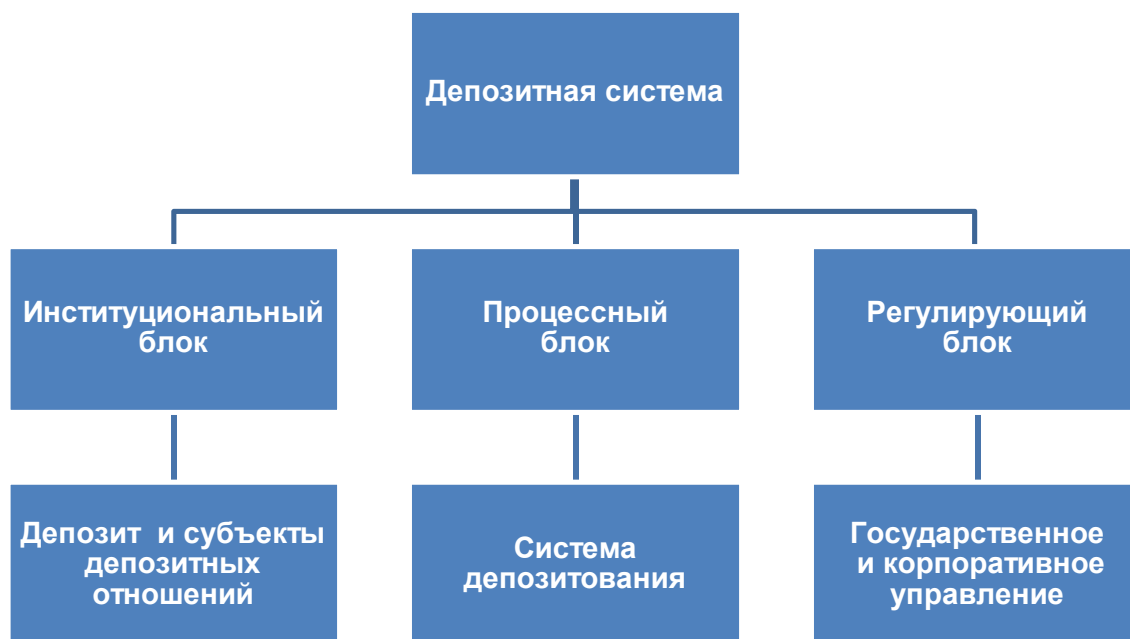 Депозитная система
Институциональный
блок
Процессный
блок
Регулирующий
блок
Депозит и субъекты
депозитных
отношений
Система
депозитования
Государственное
и корпоративное
управление